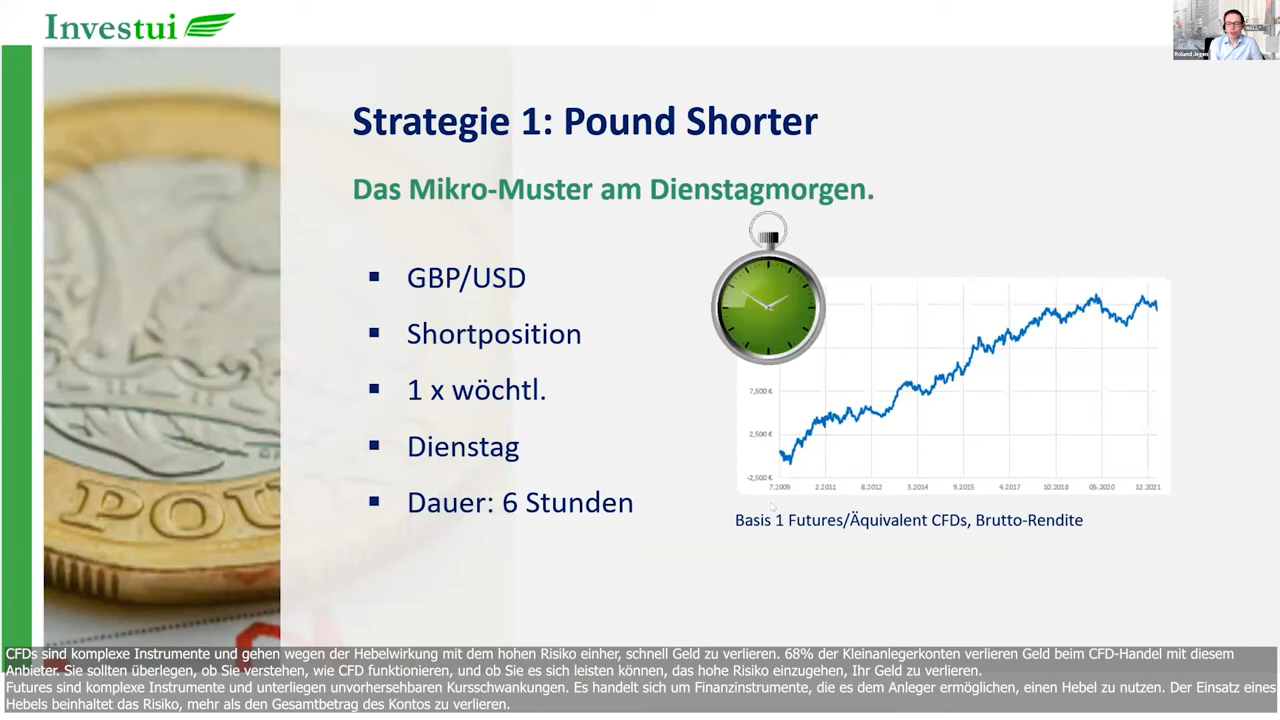 Investui
Roland Jegen
Strategie 1: Pound Shorter
Das Mikro-Muster am Dienstagmorgen.
▪ GBP/USD
▪ Shortposition
▪ 1 x wöchtl.
▪ Dienstag
▪ Dauer: 6 Stunden
7,500 €
2,500 €
-2,500 €
7.2009 2.2011 8.2012 3.2014 9.2015 4.2017 10.2018 05.2020 12.2021
Basis 1 Futures/Äquivalent CFDs, Brutto-Rendite
POU
CFDs sind komplexe Instrumente und gehen wegen der Hebelwirkung mit dem hohen Risiko einher, schnell Geld zu verlieren. 68% der Kleinanlegerkonten verlieren Geld beim CFD-Handel mit diesem
Anbieter. Sie sollten überlegen, ob Sie verstehen, wie CFD funktionieren, und ob Sie es sich leisten können, das hohe Risiko einzugehen, Ihr Geld zu verlieren.
Futures sind komplexe Instrumente und unterliegen unvorhersehbaren Kursschwankungen. Es handelt sich um Finanzinstrumente, die es dem Anleger ermöglichen, einen Hebel zu nutzen. Der Einsatz eines
Hebels beinhaltet das Risiko, mehr als den Gesamtbetrag des Kontos zu verlieren.